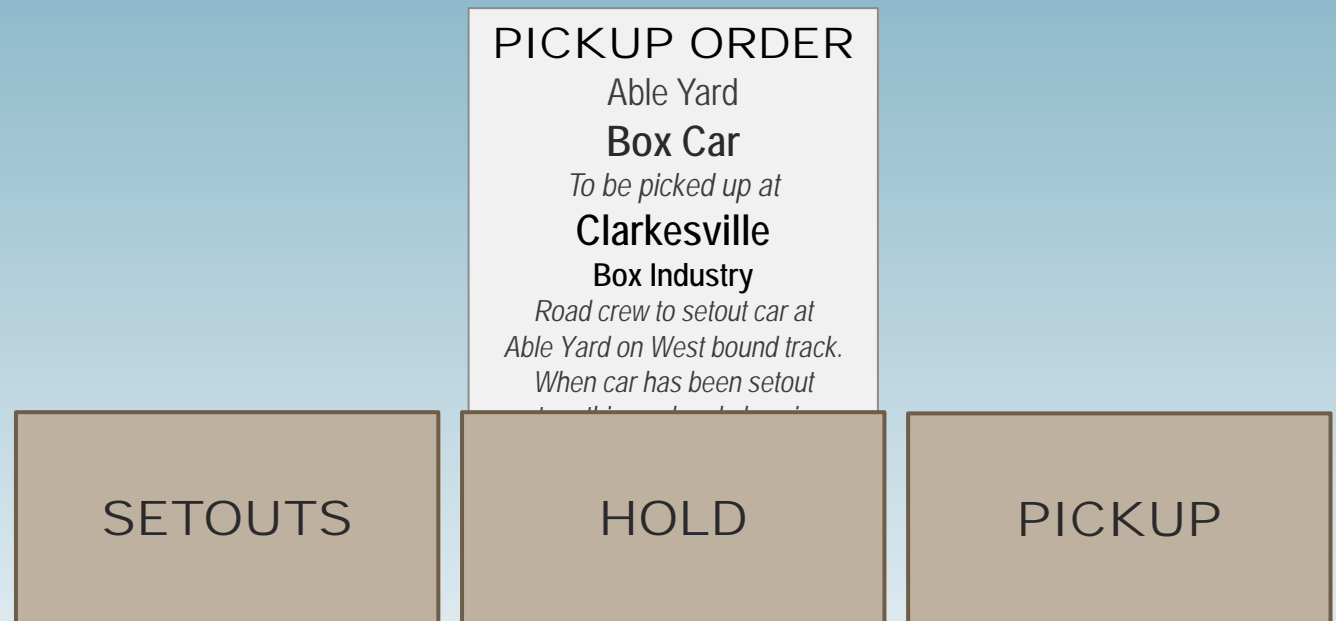 PICKUP ORDER
Able Yard
Box Car
To be picked up at
Clarkesville
Box Industry
Road crew to setout car at
Able Yard on West bound track.
When car has been setout
SETOUTS
HOLD
PICKUP